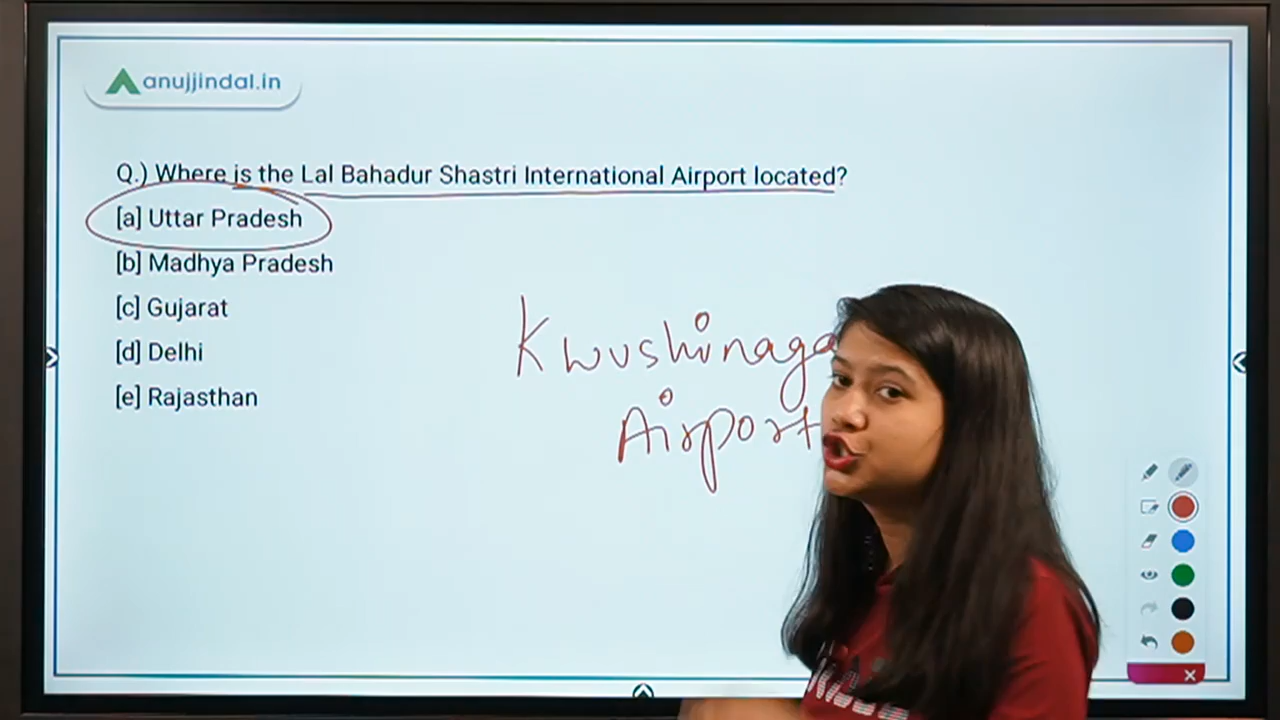 anujjindal.in
Q.) Where is the Lal Bahadur Shastri International Airport located?
[a] Uttar Pradesh
[b] Madhya Pradesh
[c] Gujarat
[d] Delhi
[e] Rajasthan
Kwushinaga
Airport